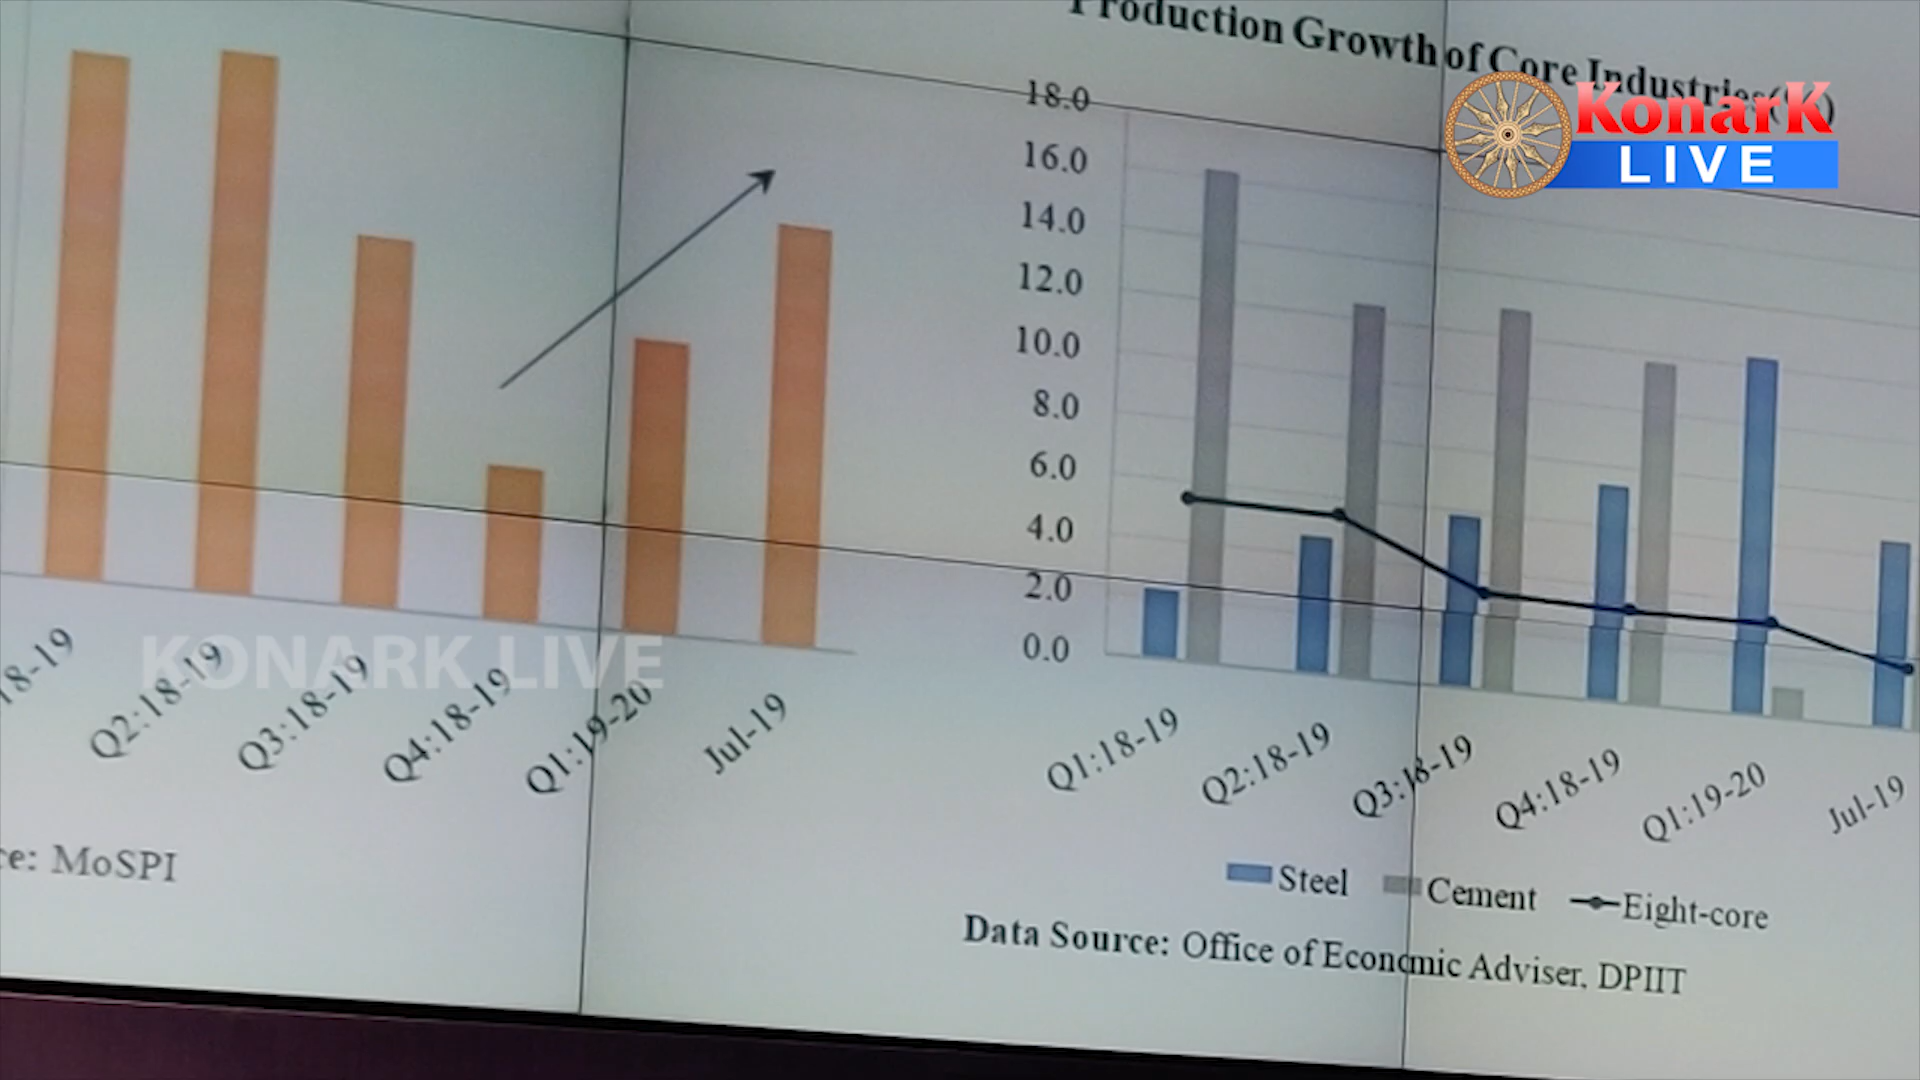 Production Growth of Core Industries(%)
KonarK
LIVE
18.0
16.0
14.0
12.0
10.0
8.0
6.0
4.0
2.0
0.0
18-19
Q2:18-19
Q3:18-19
Q4:18-19
Q1:19-20
Jul-19
KONARK LIVE
Q1:18-19
Q2:18-19
Q3:18-19
Q4:18-19
Q1:19-20
Jul-19
re: MoSPI
Steel
Cement
Eight-core
Data Source: Office of Economic Adviser, DPIIT